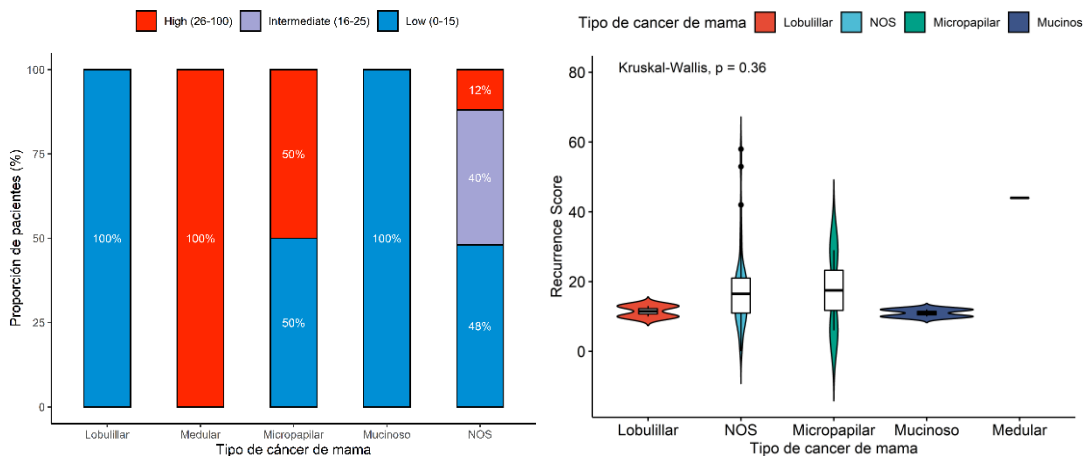 High (26-100) Intermediate (16-25) Low (0-15)
Proporción de pacientes (%)
100
75
50
25
0
100%
100%
50%
50%
100%
12%
40%
48%
Lobulillar Medular Micropapilar Mucinoso NOS
Tipo de cáncer de mama
Tipo de cancer de mama Lobulillar NOS Micropapilar Mucinos
Kruskal-Wallis, p = 0.36
Recurrence Score
80
60
40
20
0
Lobulillar NOS Micropapilar Mucinoso Medular
Tipo de cancer de mama